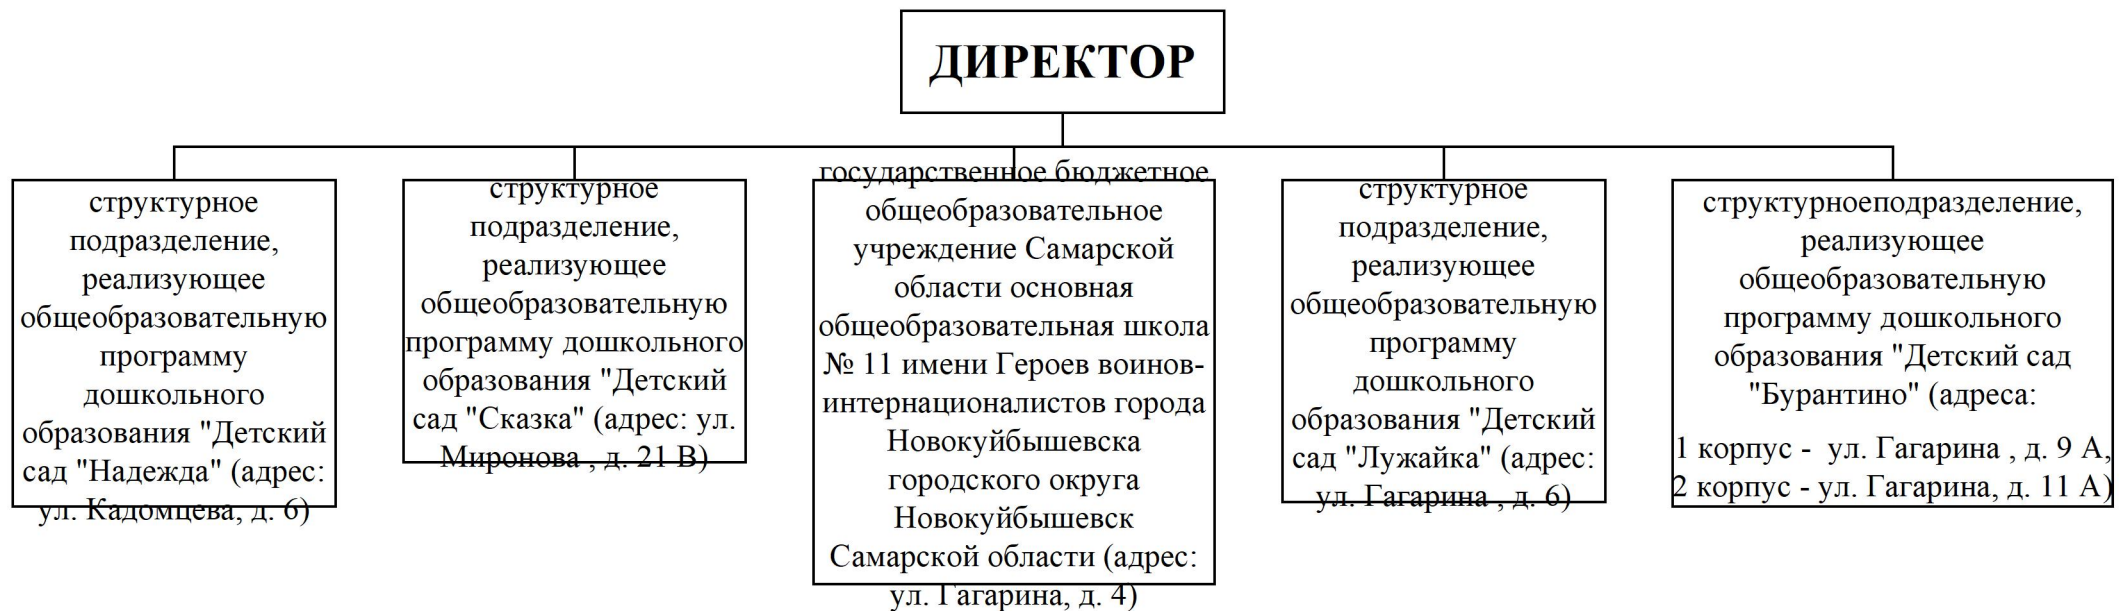 ДИРЕКТОР
структурное
подразделение,
реализующее
общеобразовательную
программу
дошкольного
образования "Детский
сад "Надежда" (адрес:
ул. Кадомцева, д. 6)
структурное
подразделение,
реализующее
общеобразовательную
программу дошкольного
образования "Детский
сад "Сказка" (адрес: ул.
Миронова , д. 21 В)
государственное бюджетное
общеобразовательное
учреждение Самарской
области основная
общеобразовательная школа
№ 11 имени Героев воинов-
интернационалистов города
Новокуйбышевска
городского округа
Новокуйбышевск
Самарской области (адрес:
ул. Гагарина, д. 4)
структурное
подразделение,
реализующее
общеобразовательную
программу
дошкольного
образования "Детский
сад "Лужайка" (адрес:
ул. Гагарина , д. 6)
структурноеподразделение,
реализующее
общеобразовательную
программу дошкольного
образования "Детский сад
"Бурантино" (адреса:
1 корпус -  ул. Гагарина , д. 9 А,
2 корпус - ул. Гагарина, д. 11 А)